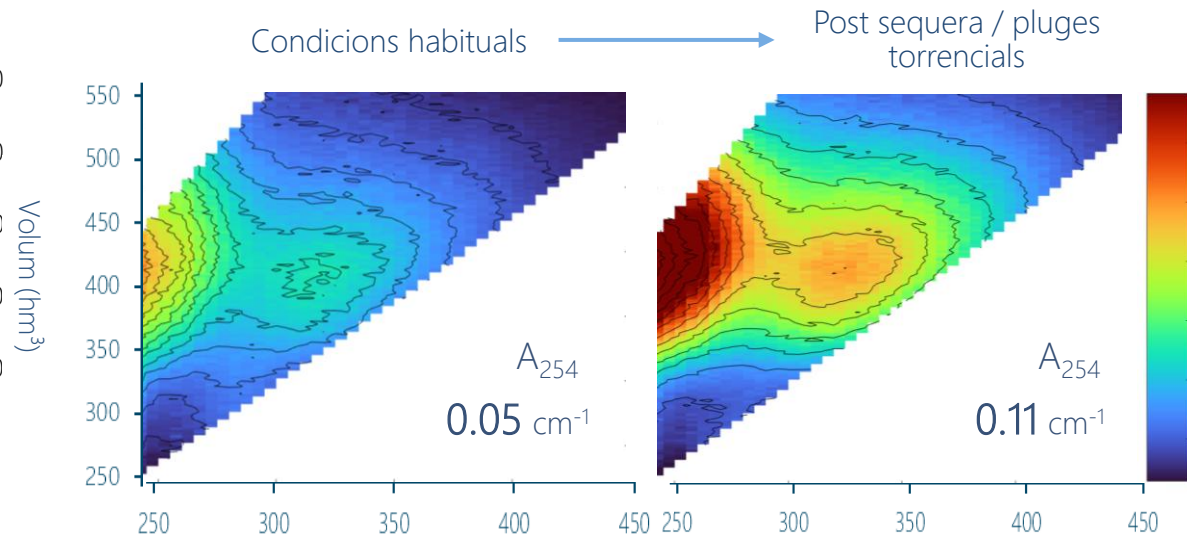 Condicions habituals
Post sequera / pluges
torrencials
Volum (hm³)
550
500
450
400
350
300
250
A254
0.05 cm-1
A254
0.11 cm-1
250 300 350 400 450
250 300 350 400 450